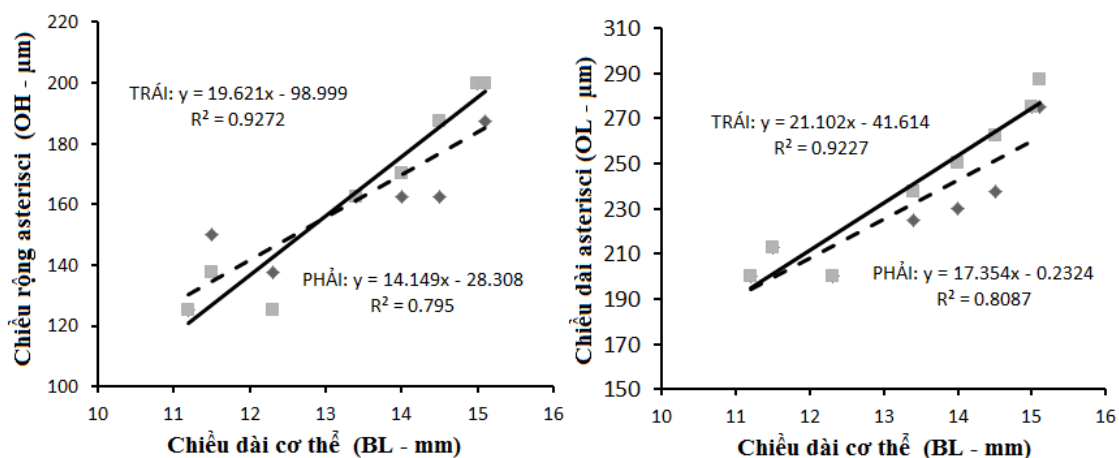 Chiều rộng asterisci (OH - µm)
220
200
180
160
140
120
100
TRÁI: y = 19.621x - 98.999
R² = 0.9272
PHẢI: y = 14.149x - 28.308
R² = 0.795
10 11 12 13 14 15 16
Chiều dài cơ thể (BL - mm)
Chiều dài asterisci (OL - µm)
310
290
270
250
230
210
190
170
150
TRÁI: y = 21.102x - 41.614
R² = 0.9227
PHẢI: y = 17.354x - 0.2324
R² = 0.8087
10 11 12 13 14 15 16
Chiều dài cơ thể (BL - mm)